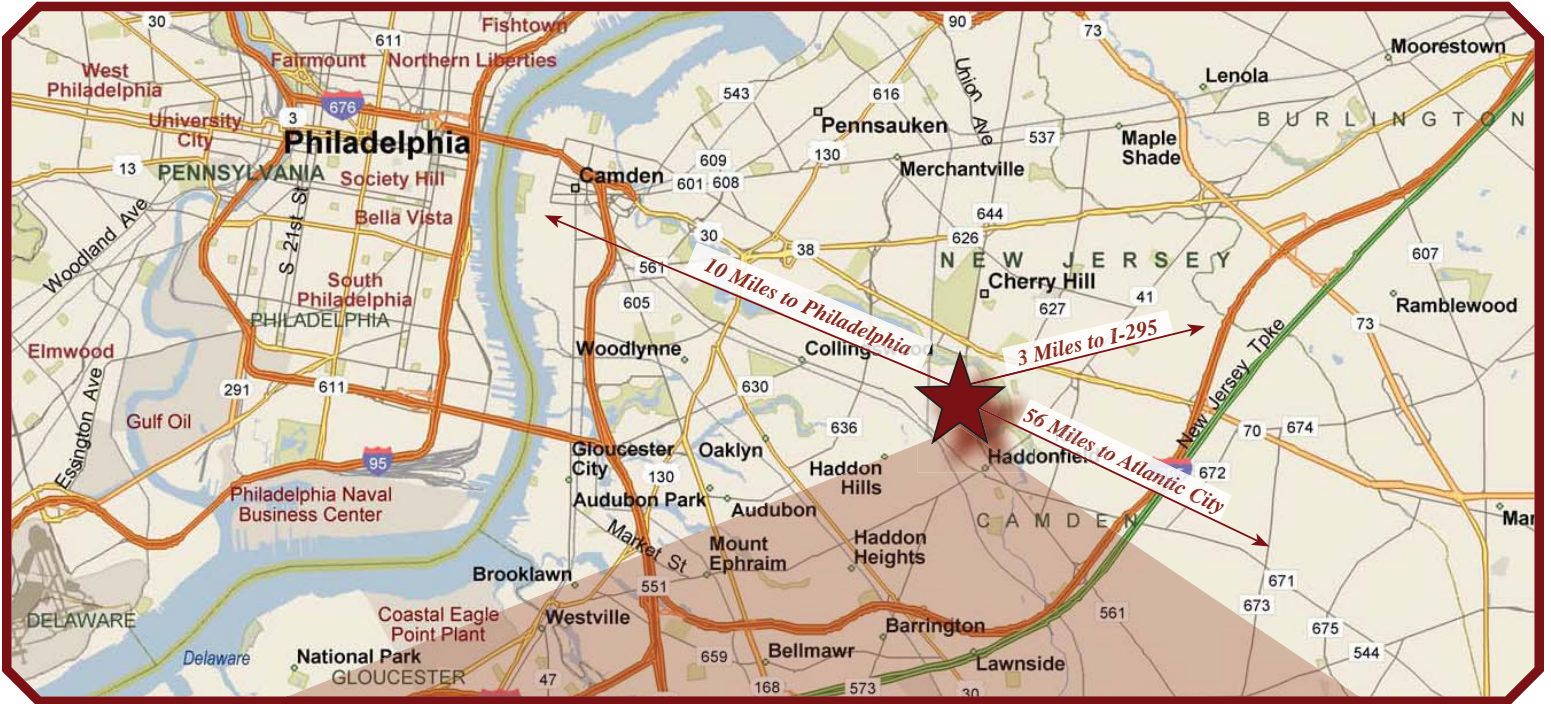 30
Fishtown
90
73
611
Moorestown
Fairmount
Northern Liberties
West
Philadelphia
Union Ave
Lenola
676
543
616
3
University
City
Pennsauken
BURLINGTON
Philadelphia
537
Maple
Shade
13
PENNSYLVANIA
Society Hill
Camden
609
601
608
130
Merchantville
Woodland Ave
S 21st St
Bella Vista
644
626
30
38
NEW JERSEY
607
561
10 Miles to Philadelphia
Cherry Hill
South
Philadelphia
PHILADELPHIA
605
627
41
Ramblewood
73
Elmwood
Woodlynne
3 Miles to I-295
New Jersey Tpke
291
611
630
Essington Ave
Gulf Oil
636
56 Miles to Atlantic City
70
674
95
Gloucester
City
Oaklyn
Haddon
Hills
672
130
Philadelphia Naval
Business Center
Audubon Park
Audubon
CAMDEN
Market St
Mount
Ephraim
Haddon
Heights
Brooklawn
551
671
DELAWARE
Coastal Eagle
Point Plant
Westville
673
561
Barrington
675
Delaware
National Park
GLOUCESTER
659
Bellmawr
Lawnside
544
47
168
573
30